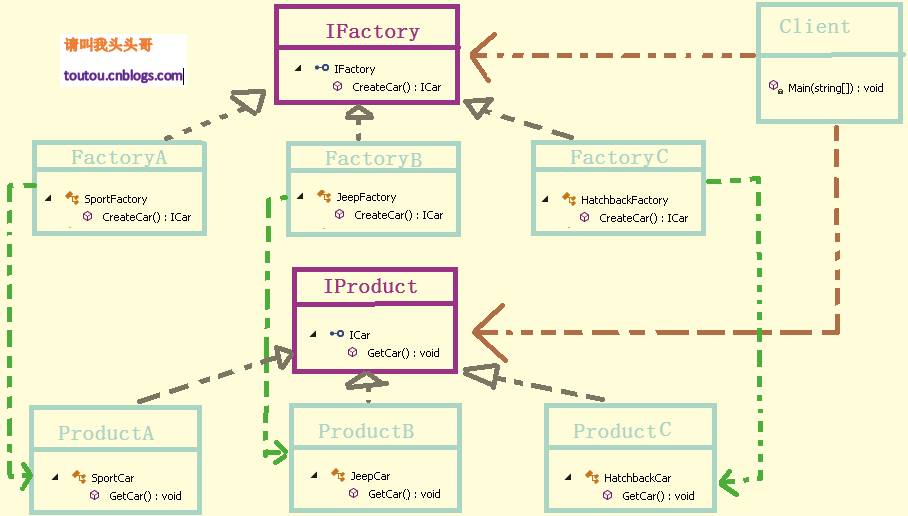 请叫我头头哥
toutou.cnblogs.com
IFactory
IFactory
CreateCar() : ICar
Client
Main(string[]) : void
FactoryA
SportFactory
CreateCar() : ICar
FactoryB
JeepFactory
CreateCar() : ICar
FactoryC
HatchbackFactory
CreateCar() : ICar
IProduct
ICar
GetCar() : void
ProductA
SportCar
GetCar() : void
ProductB
JeepCar
GetCar() : void
ProductC
HatchbackCar
GetCar() : void